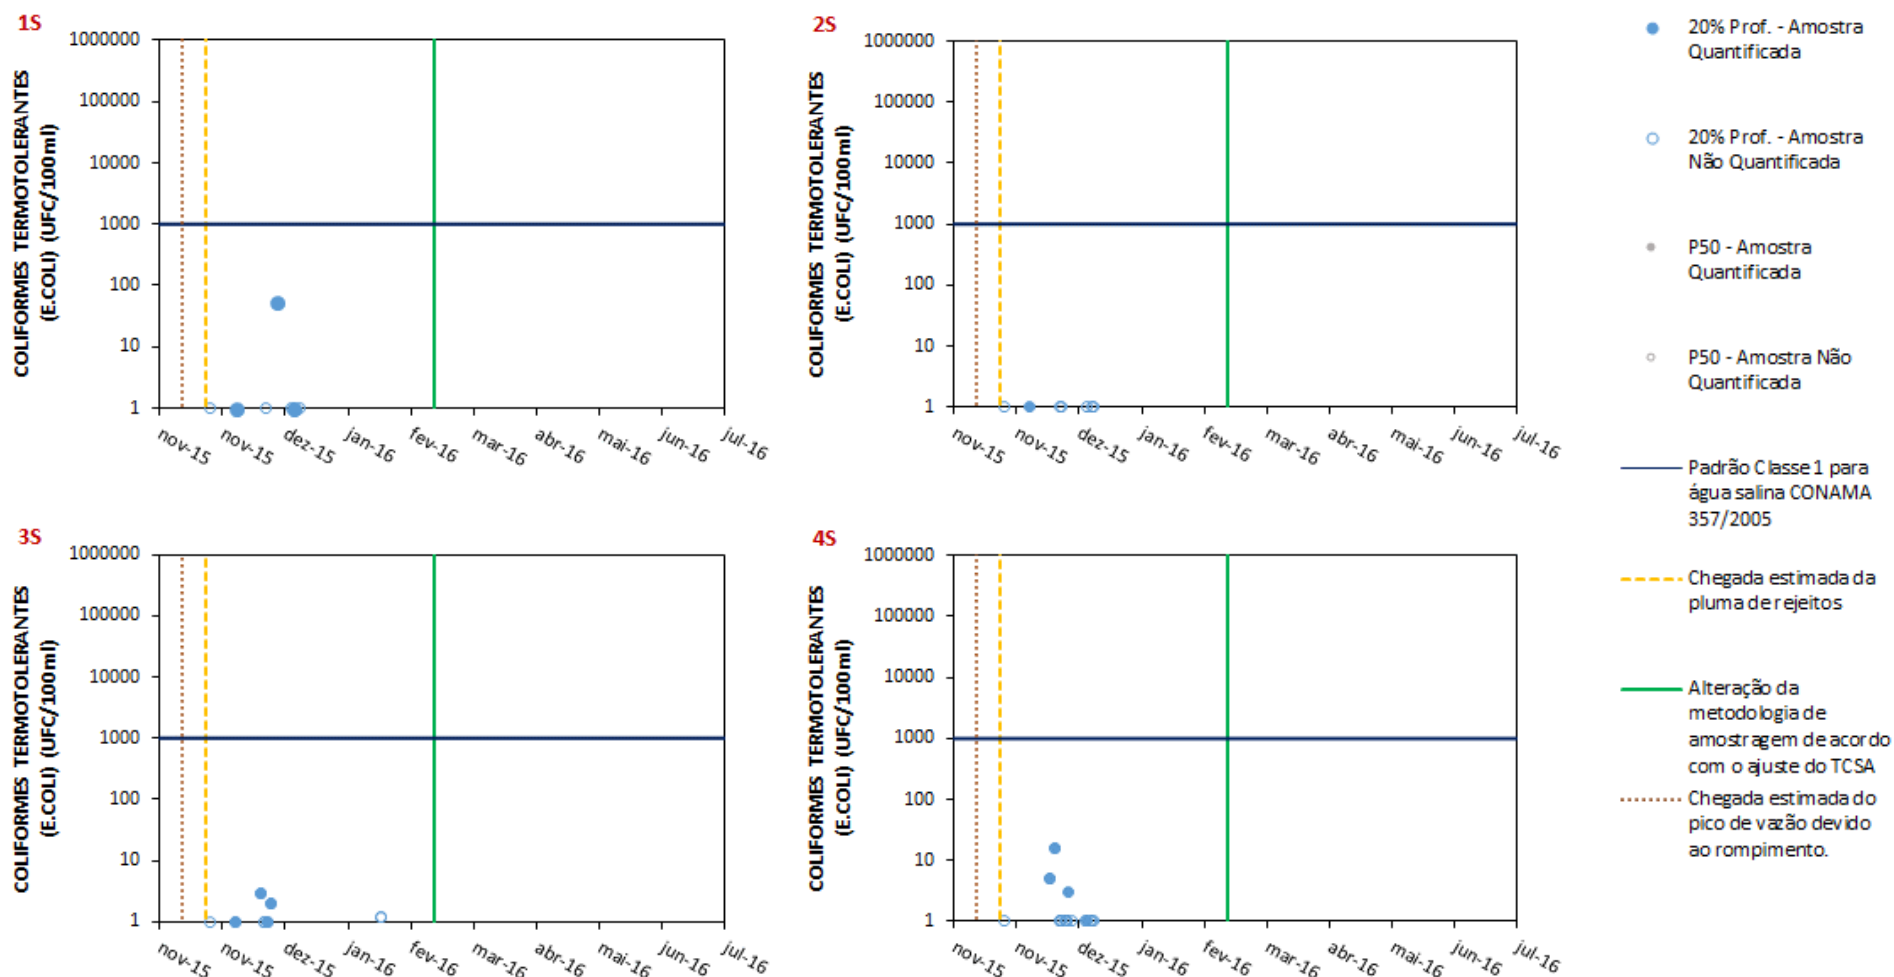 1S
COLIFORMES TERMOTOLERANTES
(E.COLI) (UFC/100ml)
1000000
100000
10000
1000
100
10
1
nov-15
nov-15
dez-15
jan-16
fev-16
mar-16
abr-16
mai-16
jun-16
jul-16
2S
COLIFORMES TERMOTOLERANTES
(E.COLI) (UFC/100ml)
1000000
100000
10000
1000
100
10
1
nov-15
nov-15
dez-15
jan-16
fev-16
mar-16
abr-16
mai-16
jun-16
jul-16
3S
COLIFORMES TERMOTOLERANTES
(E.COLI) (UFC/100ml)
1000000
100000
10000
1000
100
10
1
nov-15
nov-15
dez-15
jan-16
fev-16
mar-16
abr-16
mai-16
jun-16
jul-16
4S
COLIFORMES TERMOTOLERANTES
(E.COLI) (UFC/100ml)
1000000
100000
10000
1000
100
10
1
nov-15
nov-15
dez-15
jan-16
fev-16
mar-16
abr-16
mai-16
jun-16
jul-16
20% Prof. - Amostra
Quantificada
20% Prof. - Amostra
Não Quantificada
P50 - Amostra
Quantificada
P50 - Amostra Não
Quantificada
Padrão Classe 1 para
água salina CONAMA
357/2005
Chegada estimada da
pluma de rejeitos
Alteração da
metodologia de
amostragem de acordo
com o ajuste do TCSA
Chegada estimada do
pico de vazão devido
ao rompimento.